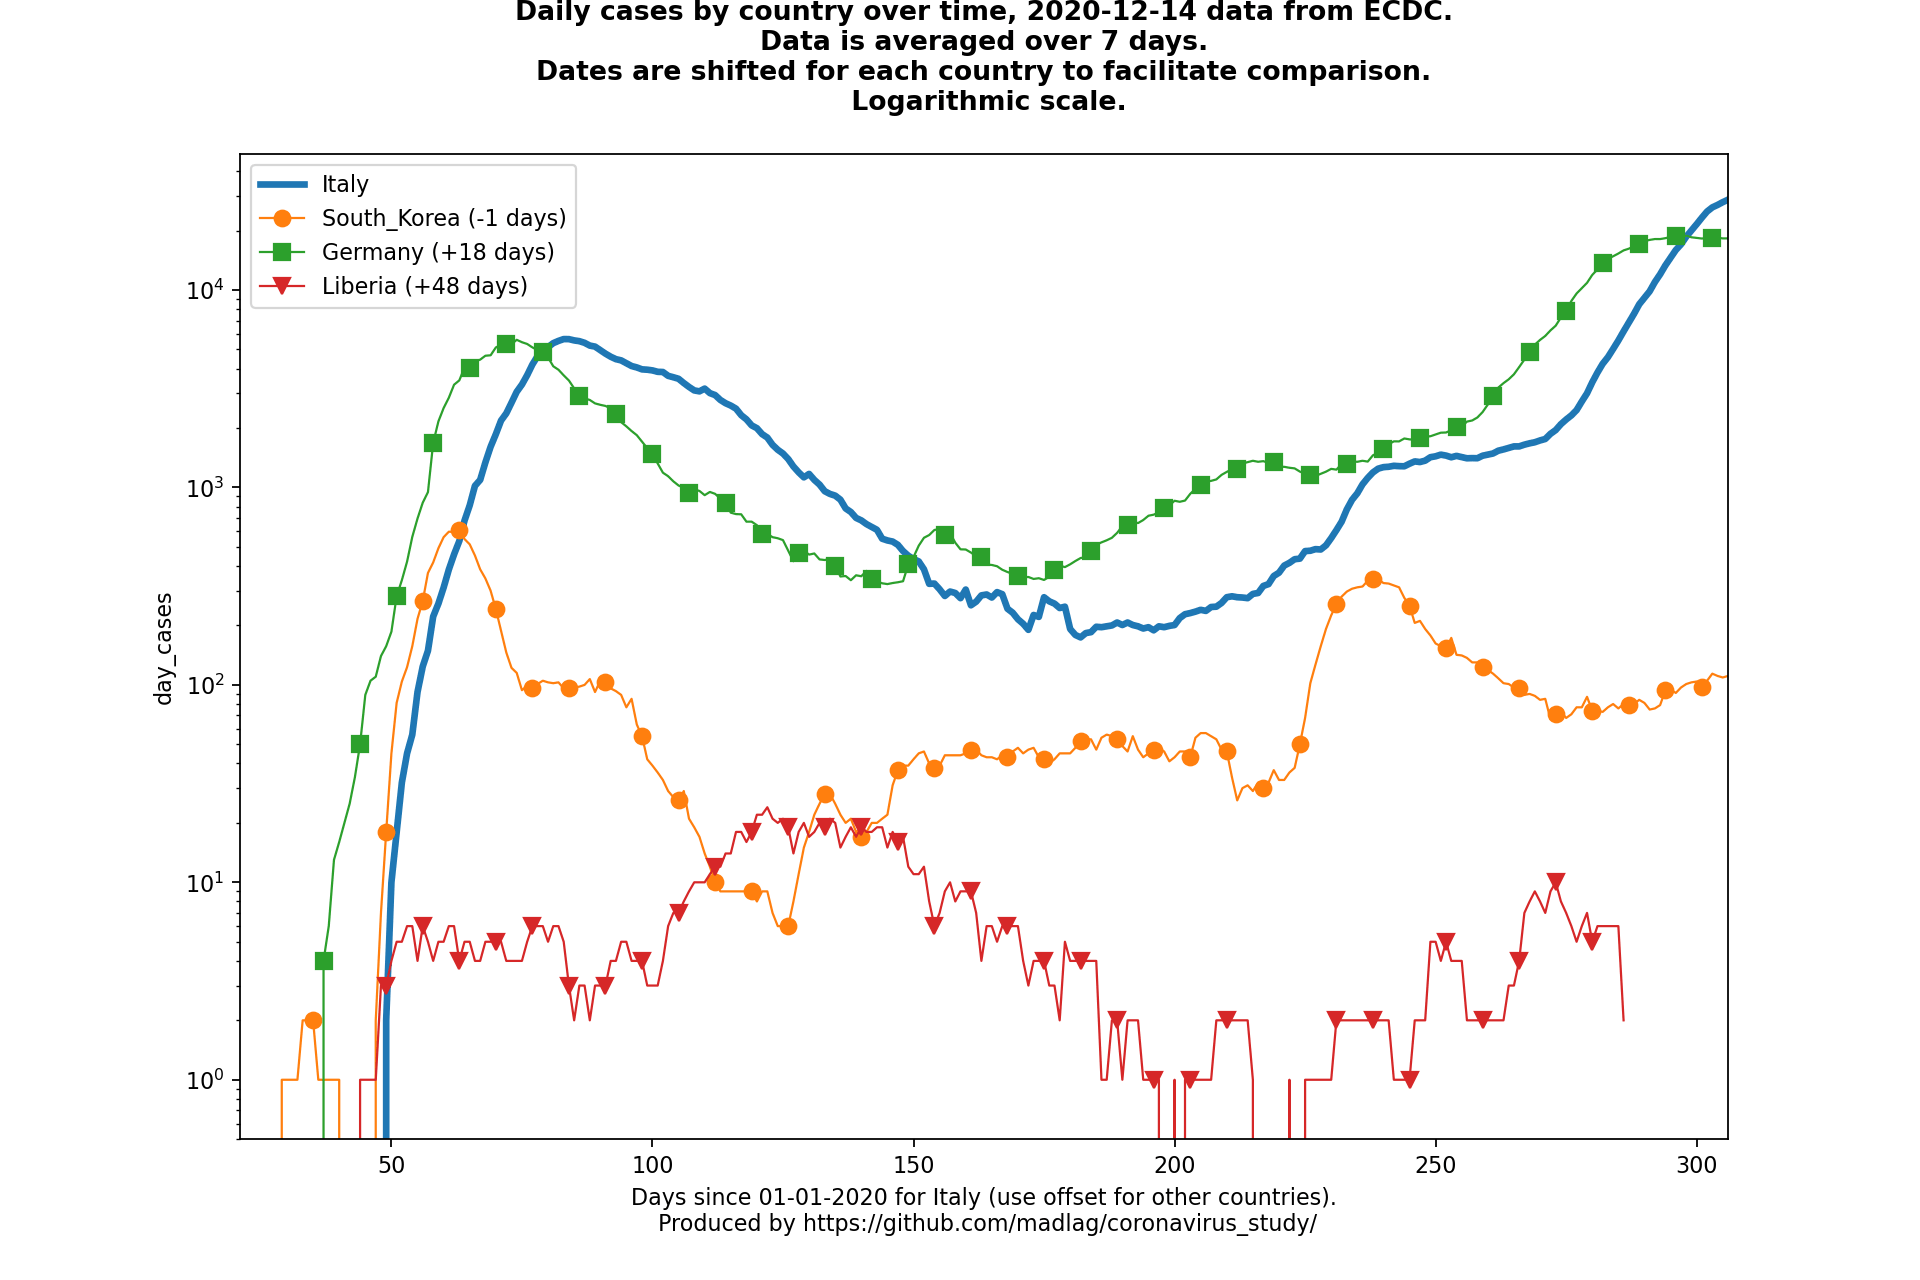 Daily cases by country over time, 2020-12-14 data from ECDC.
Data is averaged over 7 days.
Dates are shifted for each country to facilitate comparison.
Logarithmic scale.
Italy
South_Korea (-1 days)
Germany (+18 days)
Liberia (+48 days)
10⁴
10³
10²
10¹
10⁰
day_cases
50 100 150 200 250 300
Days since 01-01-2020 for Italy (use offset for other countries).
Produced by https://github.com/madlag/coronavirus_study/